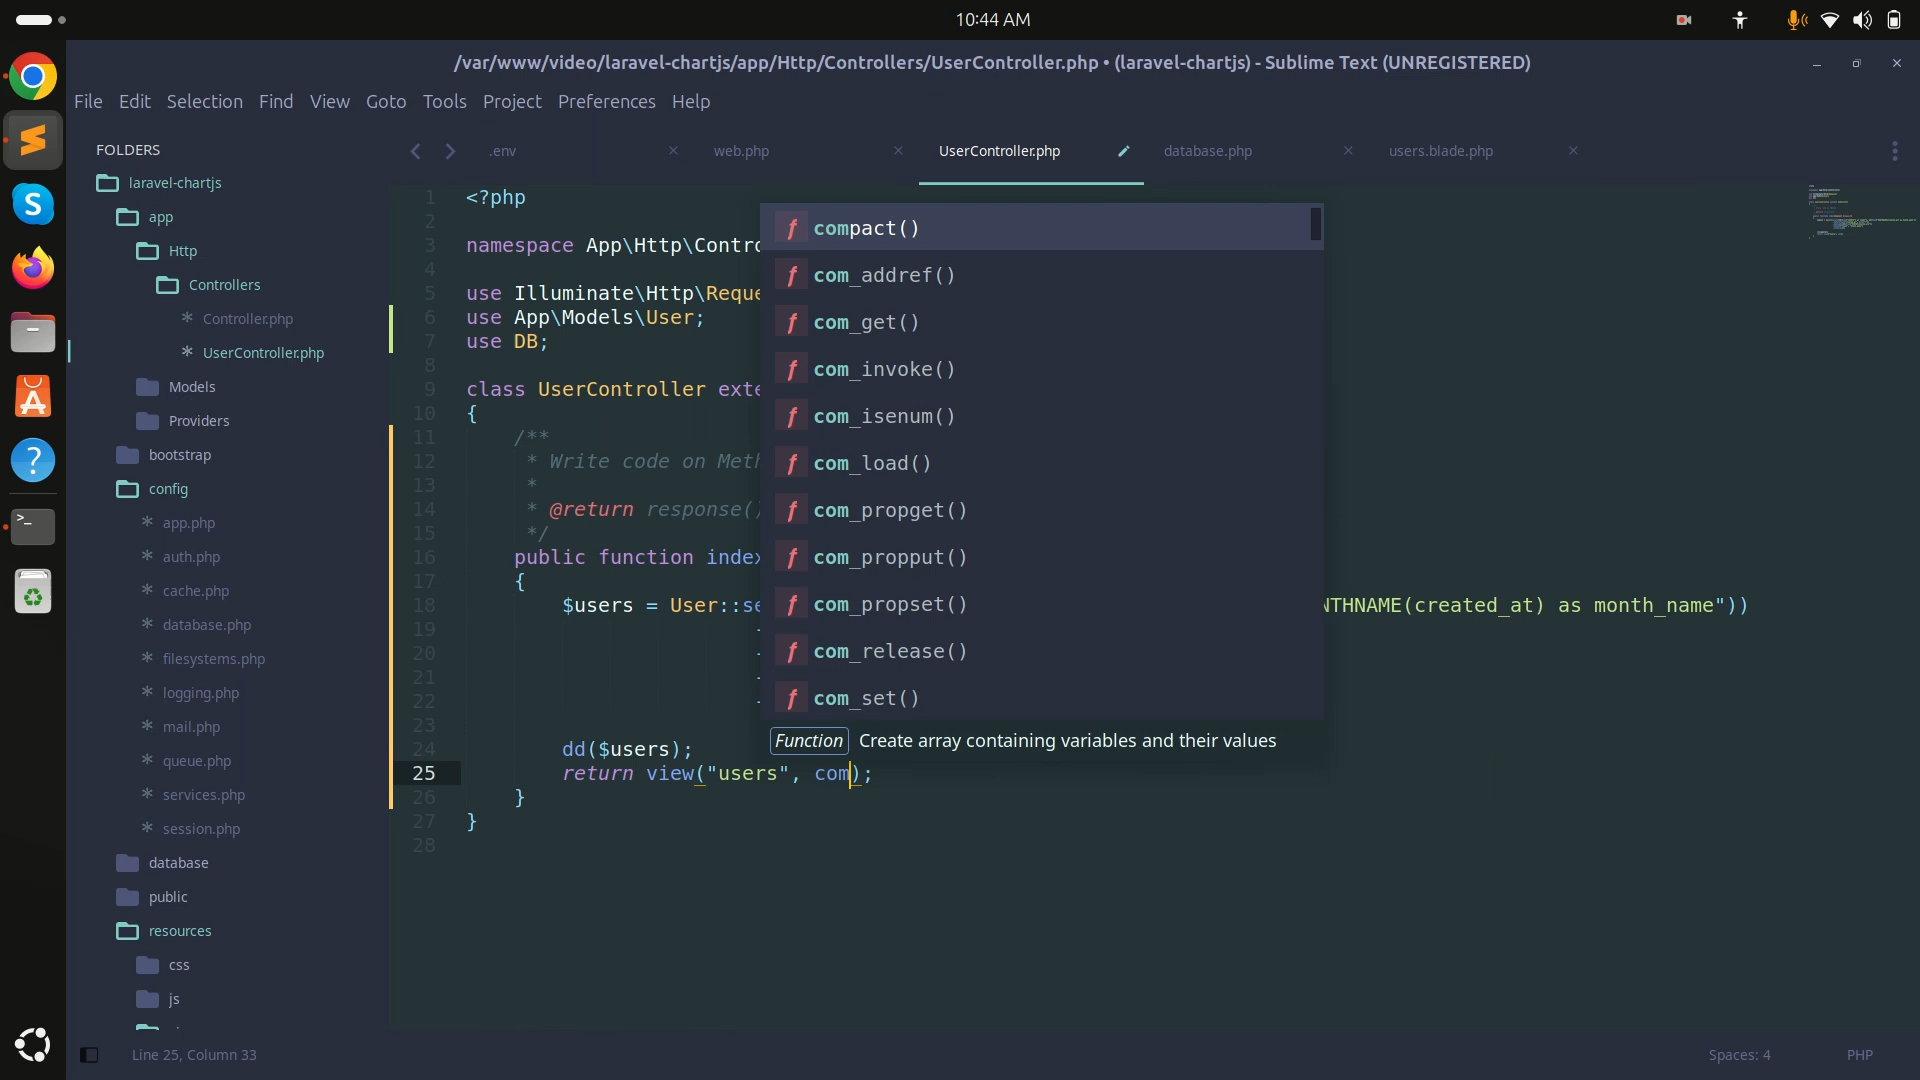 10:44 AM
/var/www/video/laravel-chartjs/app/Http/Controllers/UserController.php • (laravel-chartjs) - Sublime Text (UNREGISTERED)
File Edit Selection Find View Goto Tools Project Preferences Help
FOLDERS
laravel-chartjs
app
Http
Controllers
Controller.php
UserController.php
Models
Providers
bootstrap
config
app.php
auth.php
cache.php
database.php
filesystems.php
logging.php
mail.php
queue.php
services.php
session.php
database
public
resources
css
js
.env web.php UserController.php database.php users.blade.php
1 <?php
2
3 namespace App\Http\Contro
4
5 use Illuminate\Http\Reque
6 use App\Models\User;
7 use DB;
8
9 class UserController exte
10 {
11 /**
12 * Write code on Meth
13 *
14 * @return response()
15 */
16 public function index
17 {
18 $users = User::se NTHNAME(created_at) as month_name"))
19
20
21
22
23
24 dd($users);
25 return view("users", com);
26 }
27 }
28
f compact()
f com_addref()
f com_get()
f com_invoke()
f com_isenum()
f com_load()
f com_propget()
f com_propput()
f com_propset()
f com_release()
f com_set()
Function Create array containing variables and their values
Line 25, Column 33
Spaces: 4 PHP